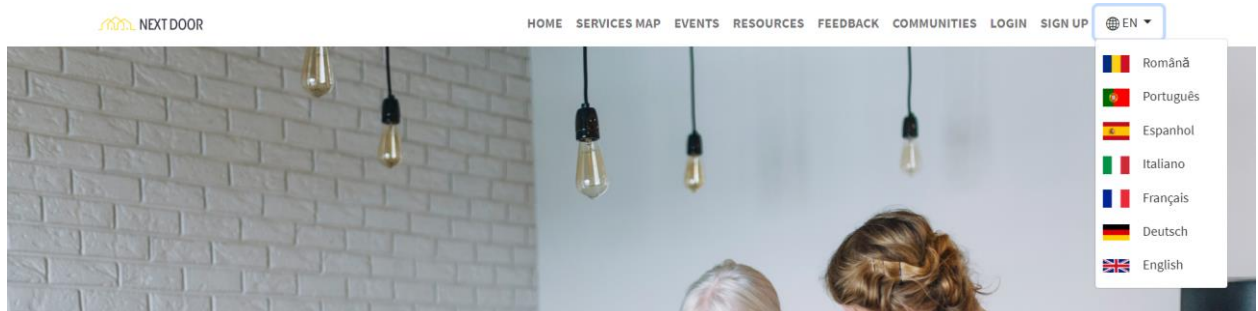 NEXT DOOR
HOME SERVICES MAP EVENTS RESOURCES FEEDBACK COMMUNITIES LOGIN SIGN UP EN
Română
Português
Espanhol
Italiano
Français
Deutsch
English